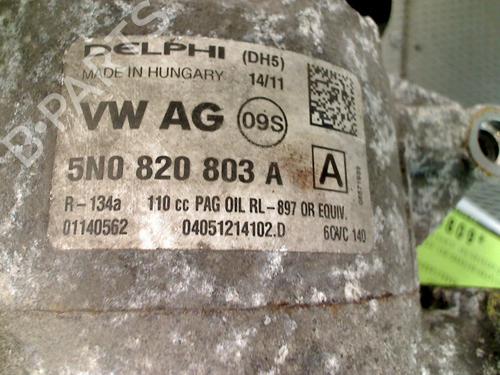 DELPHI (DH5)
MADE IN HUNGARY 14/11
VW AG 09S
5N0 820 803 A A
R-134a 110 cc PAG OIL RL-897 OR EQUIV.
01140562 04051214102.D 6CVC 140
B-PARTS